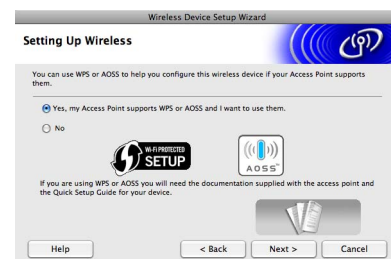 Wireless Device Setup Wizard
Setting Up Wireless
You can use WPS or AOSS to help you configure this wireless device if your Access Point supports
them.
Yes, my Access Point supports WPS or AOSS and I want to use them.
No
WI-FI PROTECTED
SETUP
AOSS™
If you are using WPS or AOSS you will need the documentation supplied with the access point and
the Quick Setup Guide for your device.
Help
< Back
Next >
Cancel